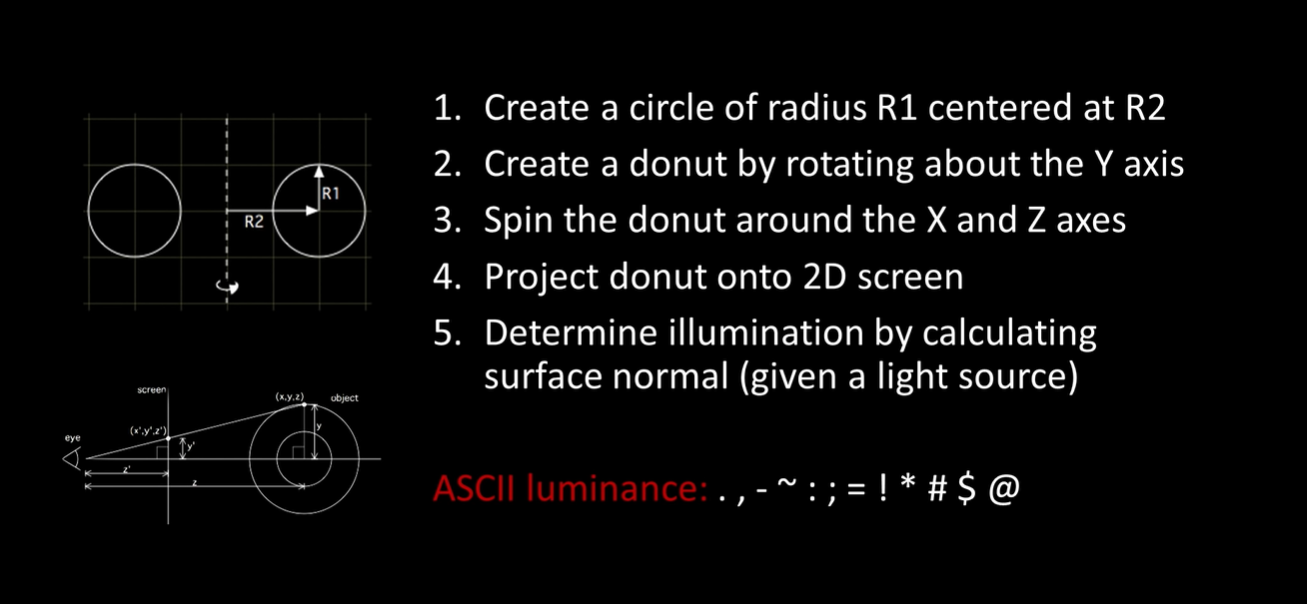 R1
R2
1. Create a circle of radius R1 centered at R2
2. Create a donut by rotating about the Y axis
3. Spin the donut around the X and Z axes
4. Project donut onto 2D screen
5. Determine illumination by calculating
surface normal (given a light source)
screen
(x,y,z)
object
(x',y',z')
y
eye
y'
z'
z
ASCII luminance: . , - ~ : ; = ! * # $ @